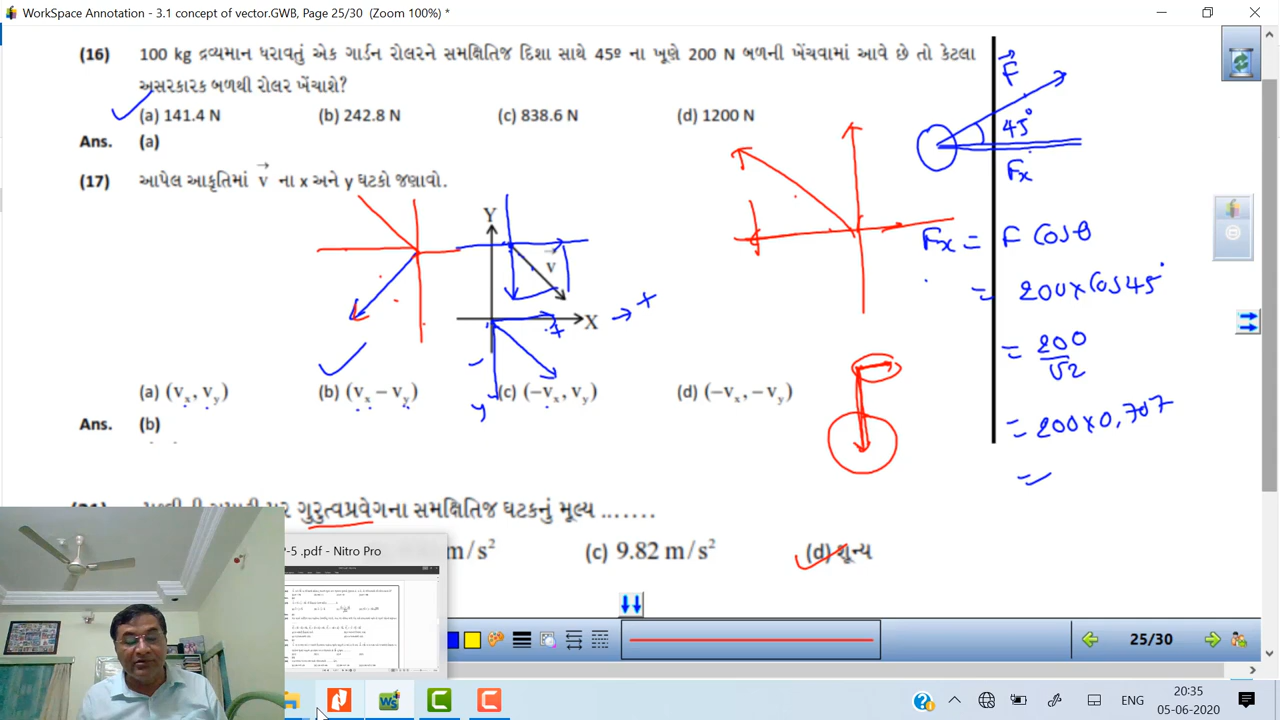 WorkSpace Annotation - 3.1 concept of vector.GWB, Page 25/30 (Zoom 100%) *
(16) 100 kg દ્રવ્યમાન ધરાવતું એક ગાર્ડન રોલરને સમક્ષિતિજ દિશા સાથે 45º ના ખૂણે 200 N બળની ખેંચવામાં આવે છે તો કેટલા
અસરકારક બળથી રોલર ખેંચાશે?
(a) 141.4 N (b) 242.8 N (c) 838.6 N (d) 1200 N
Ans. (a)
(17) આપેલ આકૃતિમાં v ના x અને y ઘટકો જણાવો.
Y
v
X
x
x
y
(a) (vx, vy) (b) (vx − vy) (c) (−vx, vy) (d) (−vx, −vy)
Ans. (b)
F
45°
Fx
Fx = F Cosθ
= 200×Cos45°
= 200/√2
= 200×0.707
=
ગુરુત્વપ્રવેગના સમક્ષિતિજ ઘટકનું મૂલ્ય .......
m/s² (c) 9.82 m/s² (d) શૂન્ય
-5 .pdf - Nitro Pro
25/30
ENG
20:35
05-06-2020